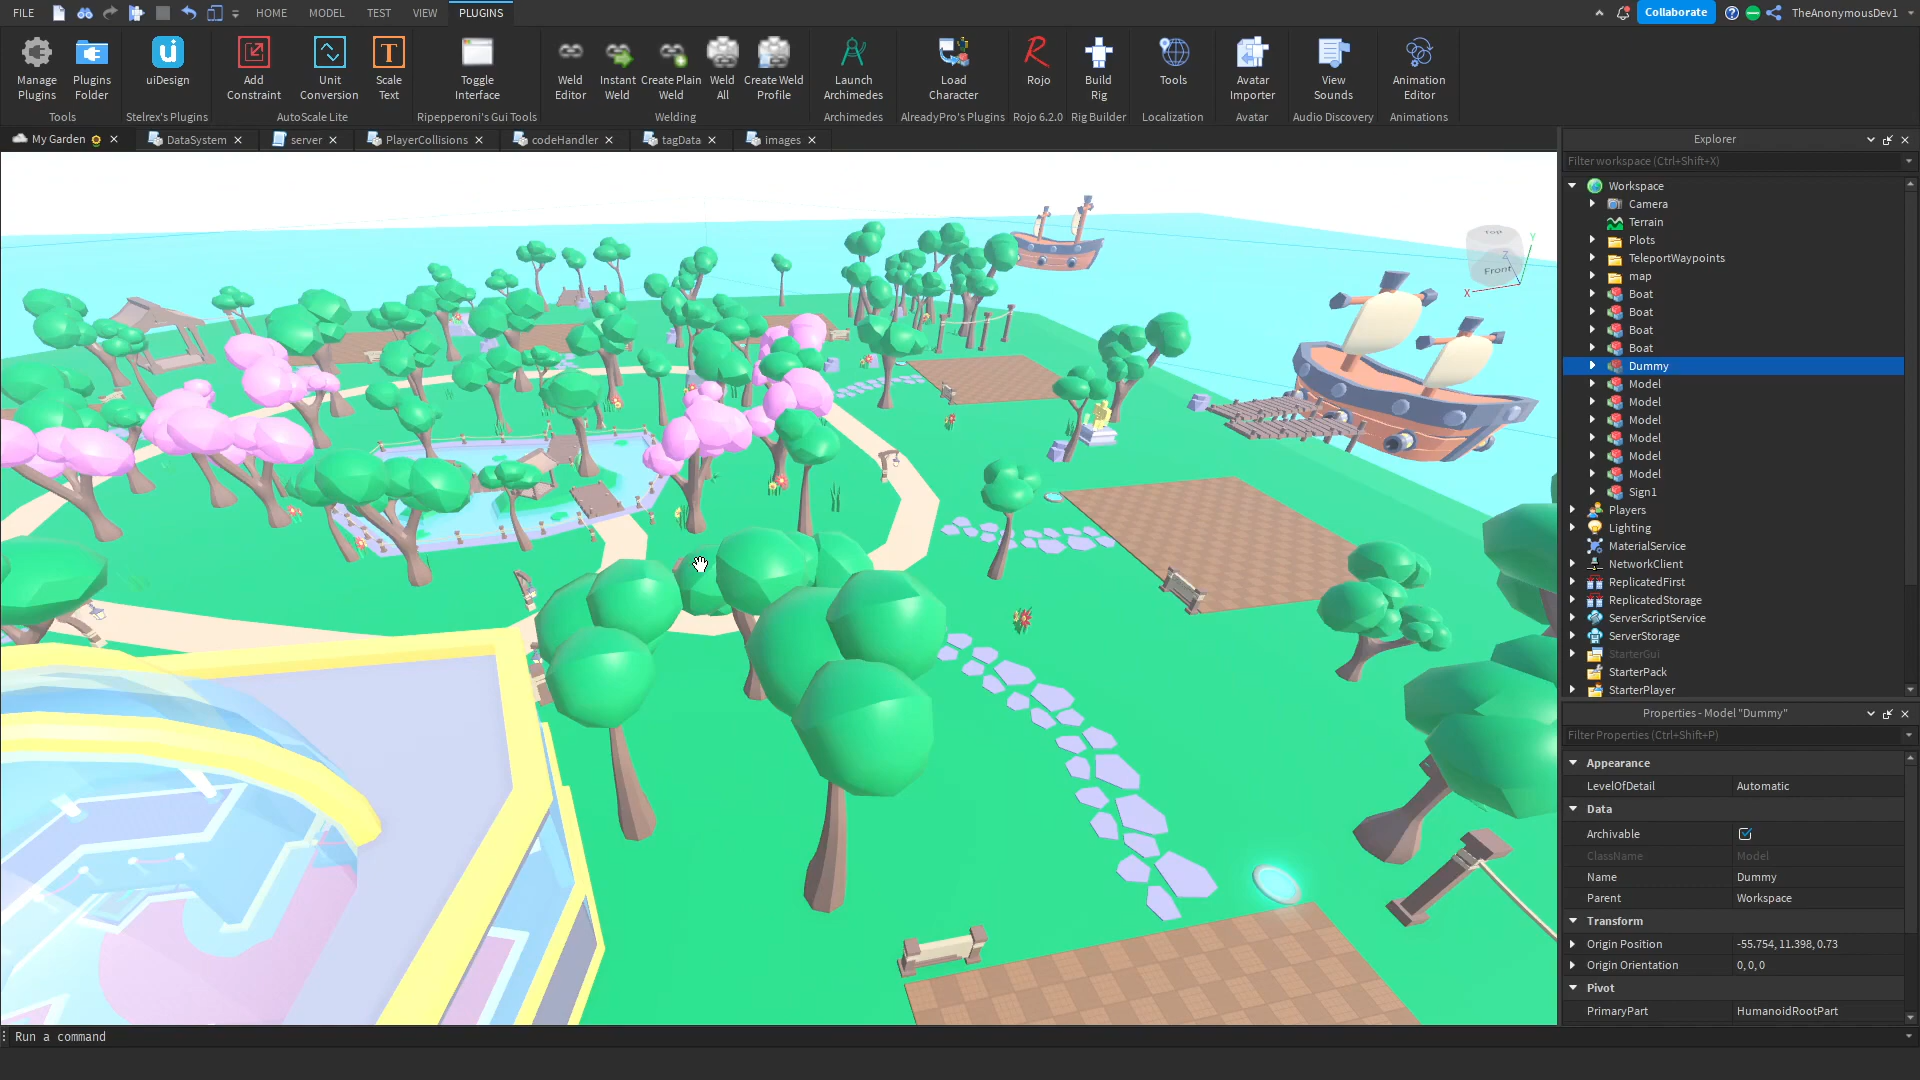 FILE HOME MODEL TEST VIEW PLUGINS Collaborate TheAnonymousDev1
Manage Plugins
Plugins Folder
uiDesign
Add Constraint
Unit Conversion
Scale Text
Toggle Interface
Weld Editor
Instant Weld
Create Plain Weld
Weld All
Create Weld Profile
Launch Archimedes
Load Character
Rojo
Build Rig
Tools
Avatar Importer
View Sounds
Animation Editor
Tools Stelrex's Plugins AutoScale Lite Ripepperoni's Gui Tools Welding Archimedes AlreadyPro's Plugins Rojo 6.2.0 Rig Builder Localization Avatar Audio Discovery Animations
My Garden DataSystem server PlayerCollisions codeHandler tagData images
Top
Front
X
Y
Z
Explorer
Filter workspace (Ctrl+Shift+X)
Workspace
Camera
Terrain
Plots
TeleportWaypoints
map
Boat
Boat
Boat
Boat
Dummy
Model
Model
Model
Model
Model
Model
Sign1
Players
Lighting
MaterialService
NetworkClient
ReplicatedFirst
ReplicatedStorage
ServerScriptService
ServerStorage
StarterGui
StarterPack
StarterPlayer
Properties - Model "Dummy"
Filter Properties (Ctrl+Shift+P)
Appearance
LevelOfDetail Automatic
Data
Archivable
ClassName Model
Name Dummy
Parent Workspace
Transform
Origin Position -55.754, 11.398, 0.73
Origin Orientation 0, 0, 0
Pivot
PrimaryPart HumanoidRootPart
Run a command